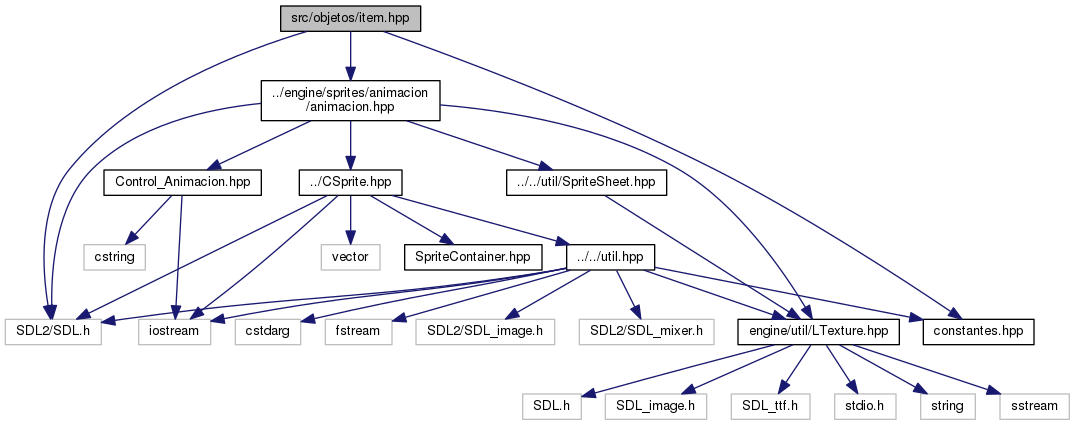 src/objetos/item.hpp
../engine/sprites/animacion
/animacion.hpp
Control_Animacion.hpp
../CSprite.hpp
../../util/SpriteSheet.hpp
cstring
vector
SpriteContainer.hpp
../../util.hpp
SDL2/SDL.h
iostream
cstdarg
fstream
SDL2/SDL_image.h
SDL2/SDL_mixer.h
engine/util/LTexture.hpp
constantes.hpp
SDL.h
SDL_image.h
SDL_ttf.h
stdio.h
string
sstream